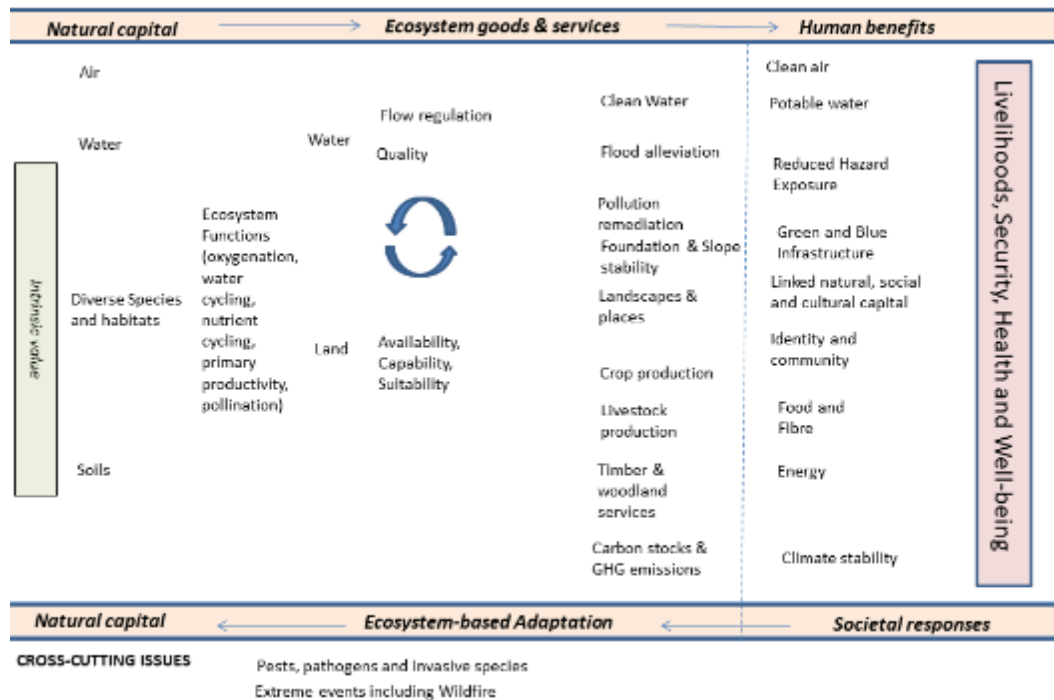 Natural capital
Ecosystem goods & services
Human benefits
Intrinsic value
Air
Water
Diverse Species
and habitats
Soils
Ecosystem
Functions
(oxygenation,
water
cycling,
nutrient
cycling,
primary
productivity,
pollination)
Water
Land
Flow regulation
Quality
Availability,
Capability,
Suitability
Clean Water
Flood alleviation
Pollution
remediation
Foundation & Slope
stability
Landscapes &
places
Crop production
Livestock
production
Timber &
woodland
services
Carbon stocks &
GHG emissions
Clean air
Potable water
Reduced Hazard
Exposure
Green and Blue
Infrastructure
Linked natural, social
and cultural capital
Identity and
community
Food and
Fibre
Energy
Climate stability
Livelihoods, Security, Health and Well-being
Natural capital
Ecosystem-based Adaptation
Societal responses
CROSS-CUTTING ISSUES
Pests, pathogens and Invasive species
Extreme events including Wildfire